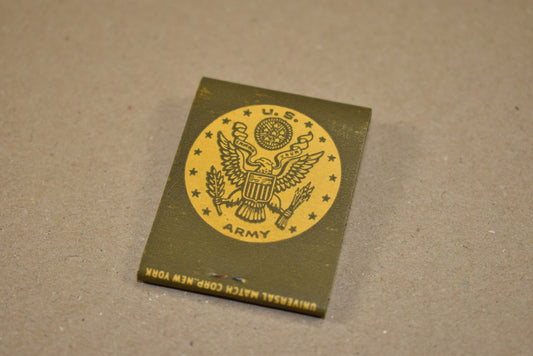 U.S.
ARMY
UNIVERSAL MATCH CORP. NEW YORK